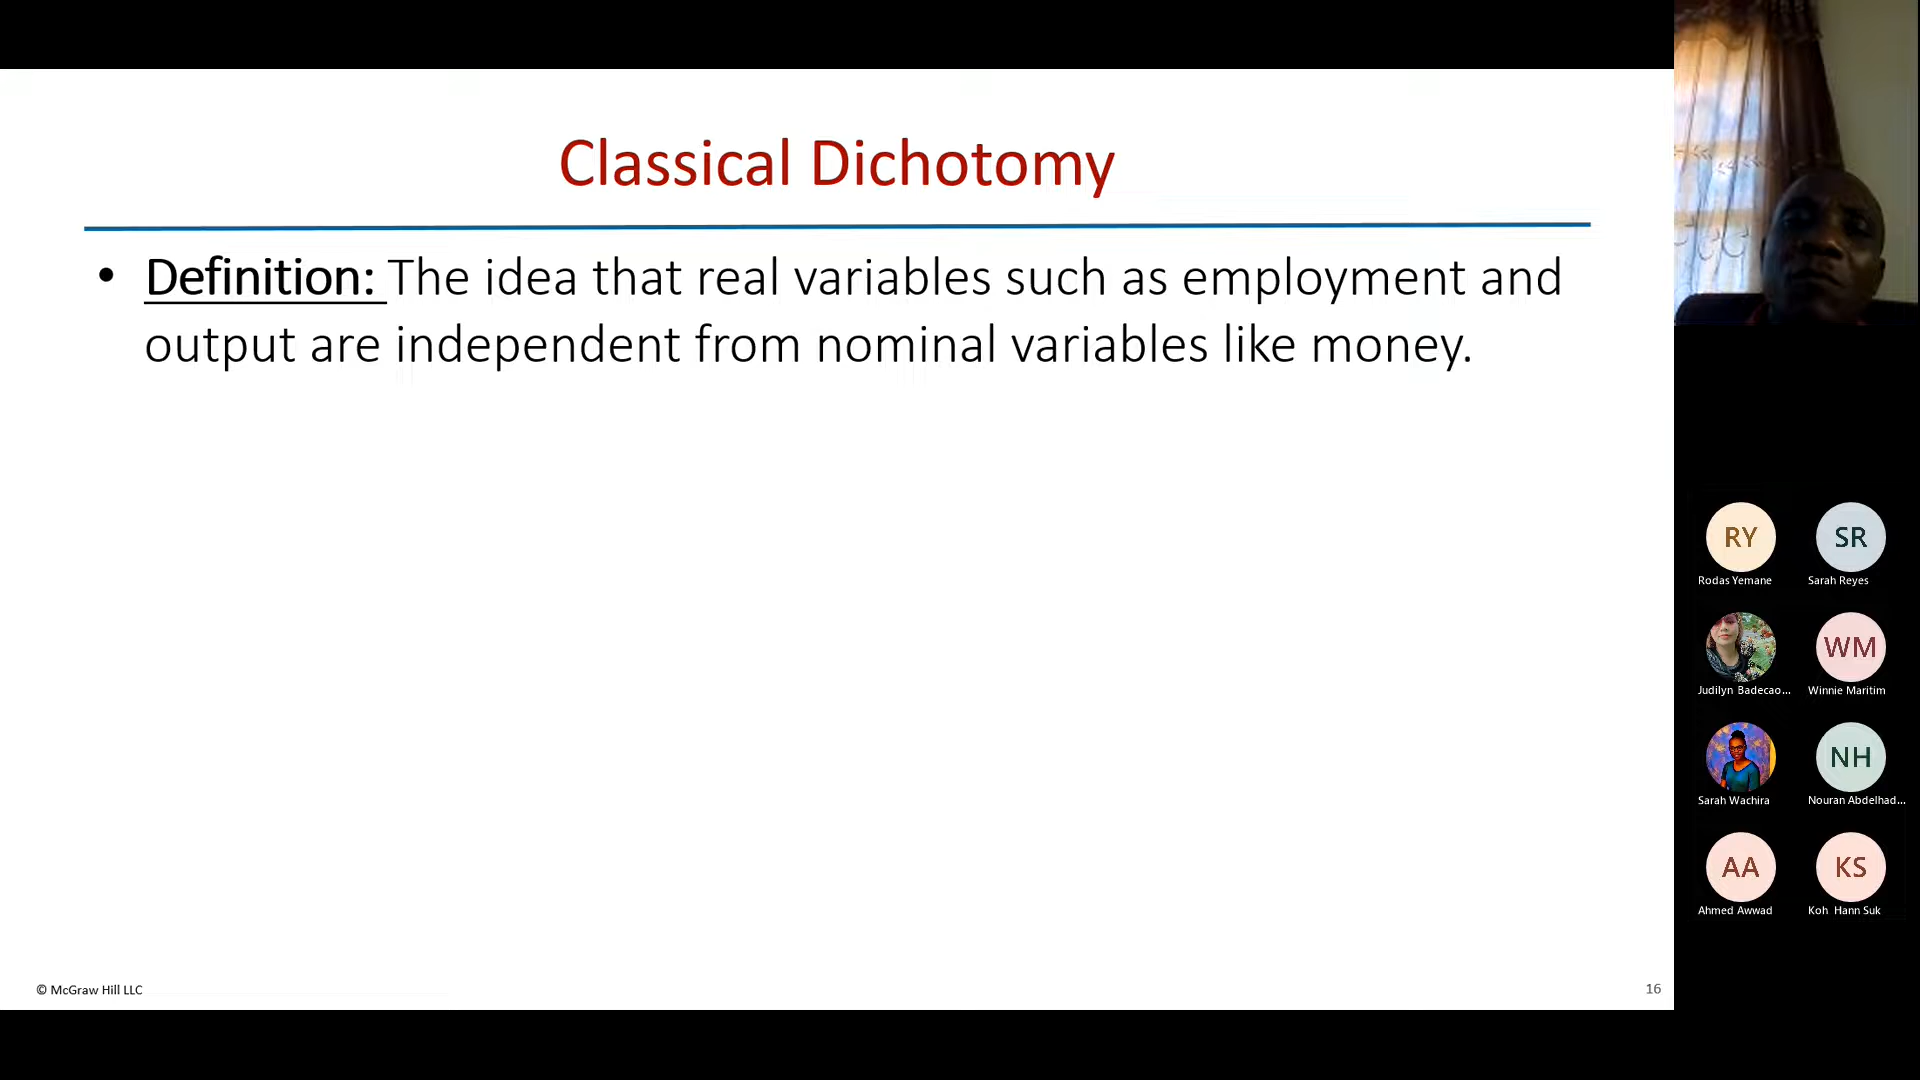 Classical Dichotomy
• Definition: The idea that real variables such as employment and
output are independent from nominal variables like money.
© McGraw Hill LLC
16
RY
SR
Rodas Yemane
Sarah Reyes
WM
Judilyn Badecao...
Winnie Maritim
NH
Sarah Wachira
Nouran Abdelhad...
AA
KS
Ahmed Awwad
Koh Hann Suk